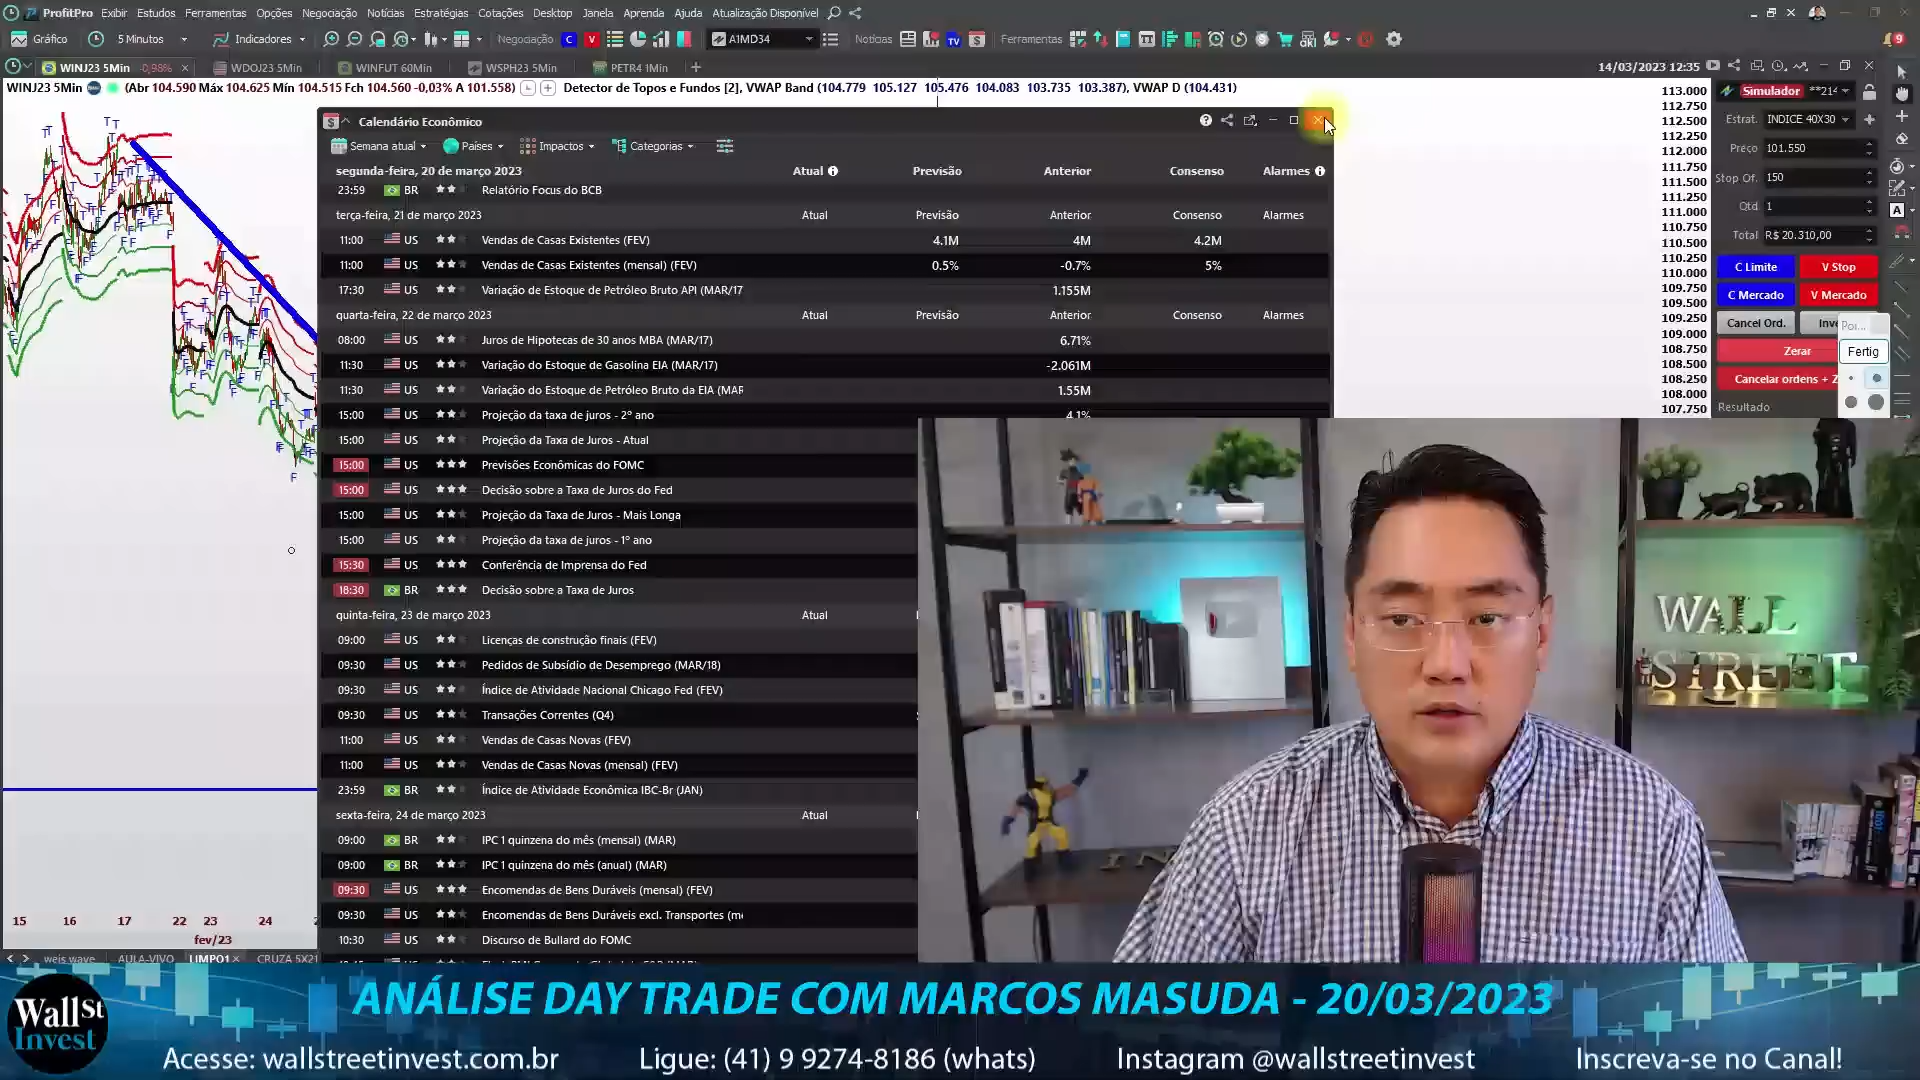 ProfitPro Exibir Estudos Ferramentas Opções Negociação Notícias Estratégias Cotações Desktop Janela Aprenda Ajuda Atualização Disponível
Gráfico 5 Minutos Indicadores Negociação C V A1MD34 Notícias TV Ferramentas 9
WINJ23 5Min -0,98% WDOJ23 5Min WINFUT 60Min WSPH23 5Min PETR4 1Min 14/03/2023 12:35
WINJ23 5Min (Abr 104.590 Máx 104.625 Mín 104.515 Fch 104.560 -0,03% A 101.558) Detector de Topos e Fundos [2], VWAP Band (104.779 105.127 105.476 104.083 103.735 103.387), VWAP D (104.431)
Calendário Econômico
Semana atual Países Impactos Categorias
segunda-feira, 20 de março 2023 Atual Previsão Anterior Consenso Alarmes
23:59 BR Relatório Focus do BCB
terça-feira, 21 de março 2023 Atual Previsão Anterior Consenso Alarmes
11:00 US Vendas de Casas Existentes (FEV) 4.1M 4M 4.2M
11:00 US Vendas de Casas Existentes (mensal) (FEV) 0.5% -0.7% 5%
17:30 US Variação de Estoque de Petróleo Bruto API (MAR/17 1.155M
quarta-feira, 22 de março 2023 Atual Previsão Anterior Consenso Alarmes
08:00 US Juros de Hipotecas de 30 anos MBA (MAR/17) 6.71%
11:30 US Variação do Estoque de Gasolina EIA (MAR/17) -2.061M
11:30 US Variação do Estoque de Petróleo Bruto da EIA (MAR 1.55M
15:00 US Projeção da taxa de juros - 2º ano 4.1%
15:00 US Projeção da Taxa de Juros - Atual
15:00 US Previsões Econômicas do FOMC
15:00 US Decisão sobre a Taxa de Juros do Fed
15:00 US Projeção da Taxa de Juros - Mais Longa
15:00 US Projeção da taxa de juros - 1º ano
15:30 US Conferência de Imprensa do Fed
18:30 BR Decisão sobre a Taxa de Juros
quinta-feira, 23 de março 2023 Atual
09:00 US Licenças de construção finais (FEV)
09:30 US Pedidos de Subsídio de Desemprego (MAR/18)
09:30 US Índice de Atividade Nacional Chicago Fed (FEV)
09:30 US Transações Correntes (Q4)
11:00 US Vendas de Casas Novas (FEV)
11:00 US Vendas de Casas Novas (mensal) (FEV)
23:59 BR Índice de Atividade Econômica IBC-Br (JAN)
sexta-feira, 24 de março 2023 Atual
09:00 BR IPC 1 quinzena do mês (mensal) (MAR)
09:00 BR IPC 1 quinzena do mês (anual) (MAR)
09:30 US Encomendas de Bens Duráveis (mensal) (FEV)
09:30 US Encomendas de Bens Duráveis excl. Transportes (m
10:30 US Discurso de Bullard do FOMC
113.000
112.750
112.500
112.250
112.000
111.750
111.500
111.250
111.000
110.750
110.500
110.250
110.000
109.750
109.500
109.250
109.000
108.750
108.500
108.250
108.000
107.750
Simulador **214
Estrat. INDICE 40X30
Preço 101.550
Stop Of. 150
Qtd 1
Total R$ 20.310,00
C Limite V Stop
C Mercado V Mercado
Cancel Ord. Inve
Poi...
Zerar
Fertig
Cancelar ordens + Z
Resultado
15 16 17 22 23 24
fev/23
weis wave AULA-VIVO LIMPO1 CRUZA 5X21
WALL
STREET
ANÁLISE DAY TRADE COM MARCOS MASUDA - 20/03/2023
Wallst
Invest
Acesse: wallstreetinvest.com.br Ligue: (41) 9 9274-8186 (whats) Instagram @wallstreetinvest Inscreva-se no Canal!